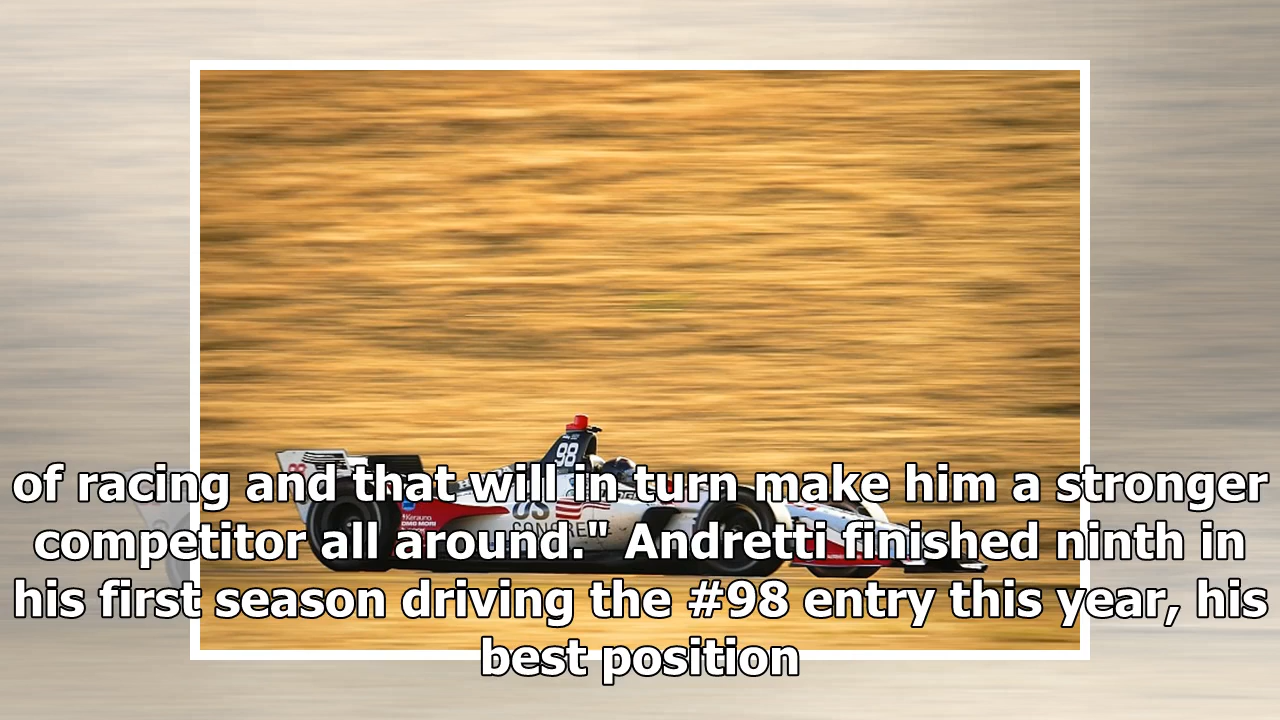 98
of racing and that will in turn make him a stronger
competitor all around." Andretti finished ninth in
his first season driving the #98 entry this year, his
best position